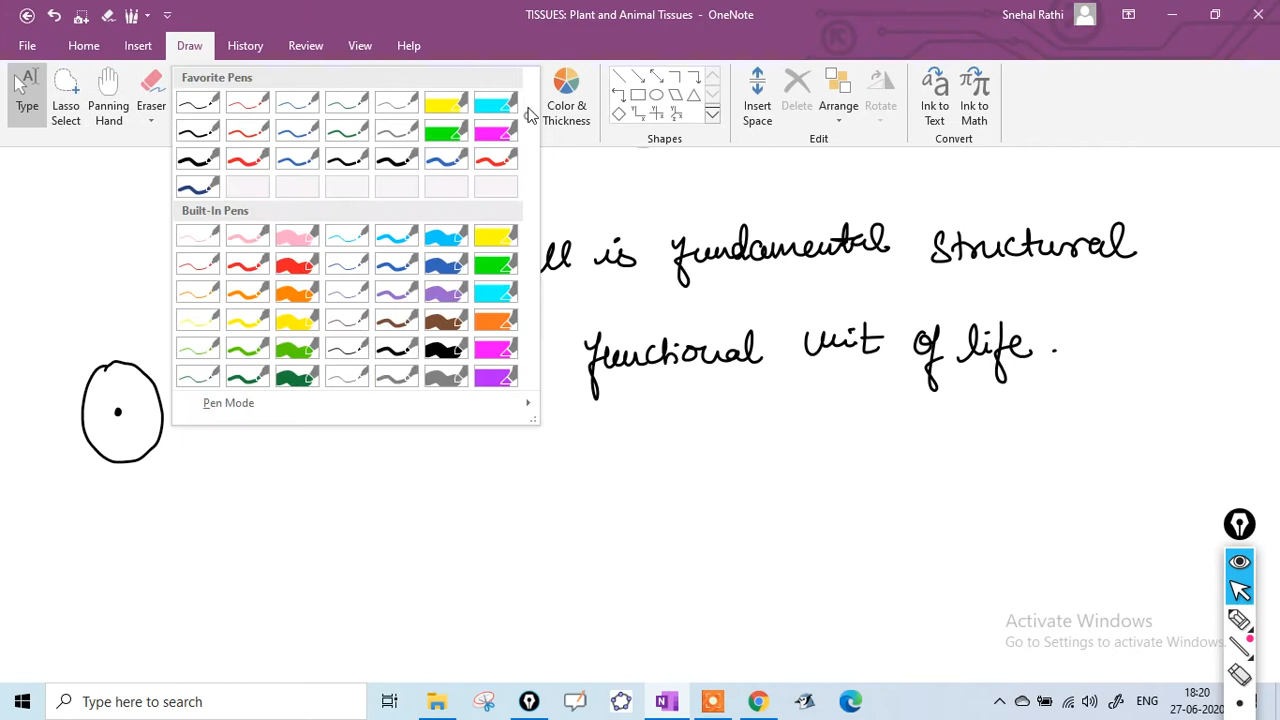 TISSUES: Plant and Animal Tissues - OneNote
Snehal Rathi
File Home Insert Draw History Review View Help
Favorite Pens
Built-In Pens
Pen Mode
Type
Lasso Select
Panning Hand
Eraser
Color & Thickness
Shapes
Insert Space
Delete
Arrange
Rotate
Edit
Ink to Text
Ink to Math
Convert
ll is fundamental structural
functional unit of life.
Activate Windows
Go to Settings to activate Windows.
Type here to search
ENG
18:20
27-06-2020